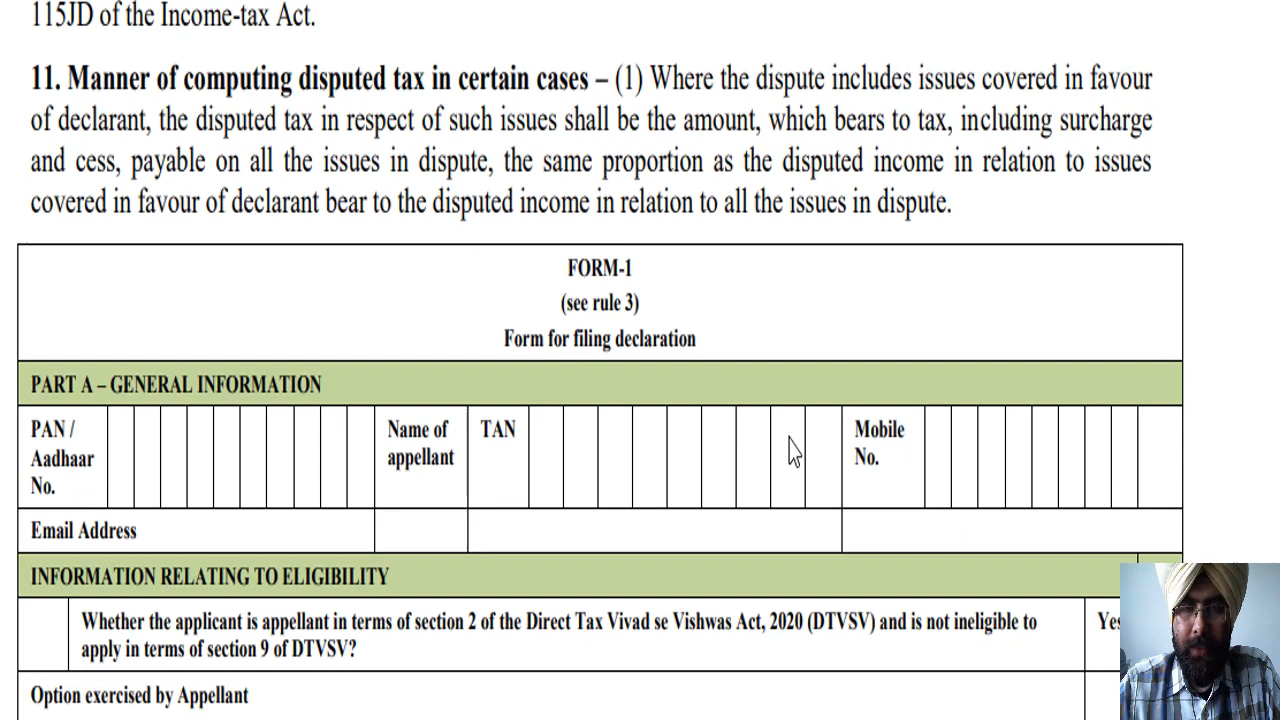 115JD of the Income-tax Act.
11. Manner of computing disputed tax in certain cases – (1) Where the dispute includes issues covered in favour
of declarant, the disputed tax in respect of such issues shall be the amount, which bears to tax, including surcharge
and cess, payable on all the issues in dispute, the same proportion as the disputed income in relation to issues
covered in favour of declarant bear to the disputed income in relation to all the issues in dispute.
FORM-1
(see rule 3)
Form for filing declaration
PART A – GENERAL INFORMATION
PAN /
Aadhaar
No.
Name of
appellant
TAN
Mobile
No.
Email Address
INFORMATION RELATING TO ELIGIBILITY
Whether the applicant is appellant in terms of section 2 of the Direct Tax Vivad se Vishwas Act, 2020 (DTVSV) and is not ineligible to
apply in terms of section 9 of DTVSV?
Yes
Option exercised by Appellant